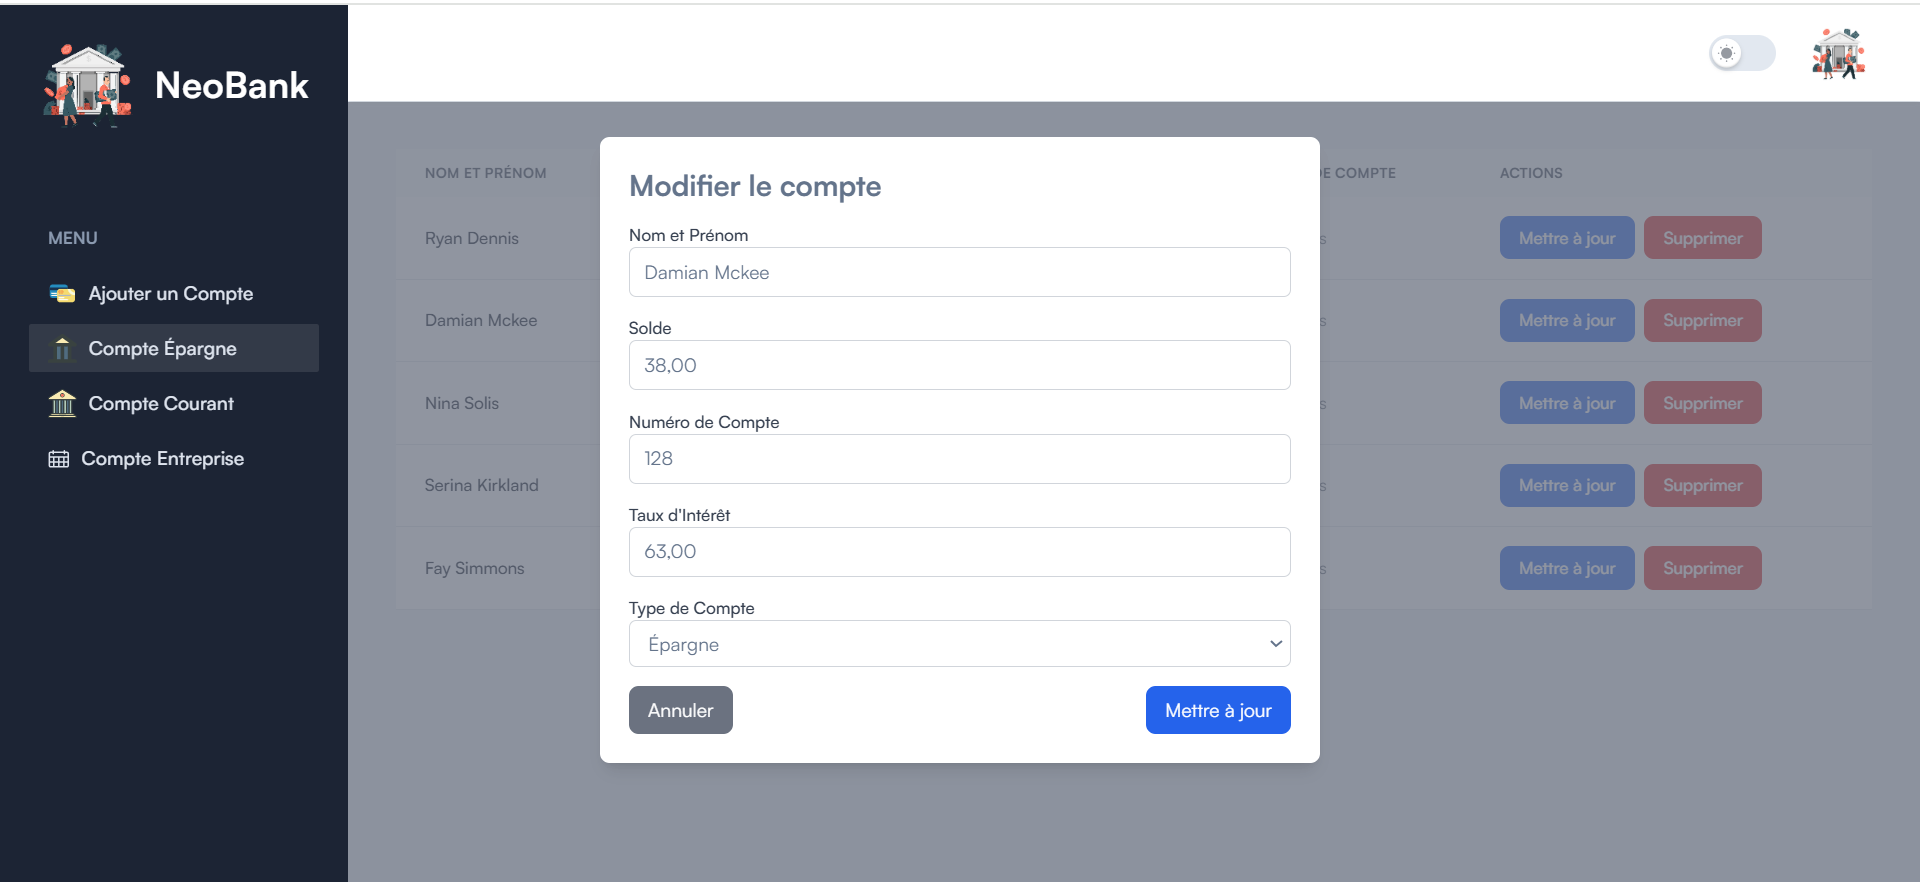 NeoBank
MENU
Ajouter un Compte
Compte Épargne
Compte Courant
Compte Entreprise
NOM ET PRÉNOM
DE COMPTE
ACTIONS
Ryan Dennis
s
Mettre à jour
Supprimer
Damian Mckee
s
Mettre à jour
Supprimer
Nina Solis
s
Mettre à jour
Supprimer
Serina Kirkland
s
Mettre à jour
Supprimer
Fay Simmons
s
Mettre à jour
Supprimer
Modifier le compte
Nom et Prénom
Damian Mckee
Solde
38,00
Numéro de Compte
128
Taux d'Intérêt
63,00
Type de Compte
Épargne
Annuler
Mettre à jour